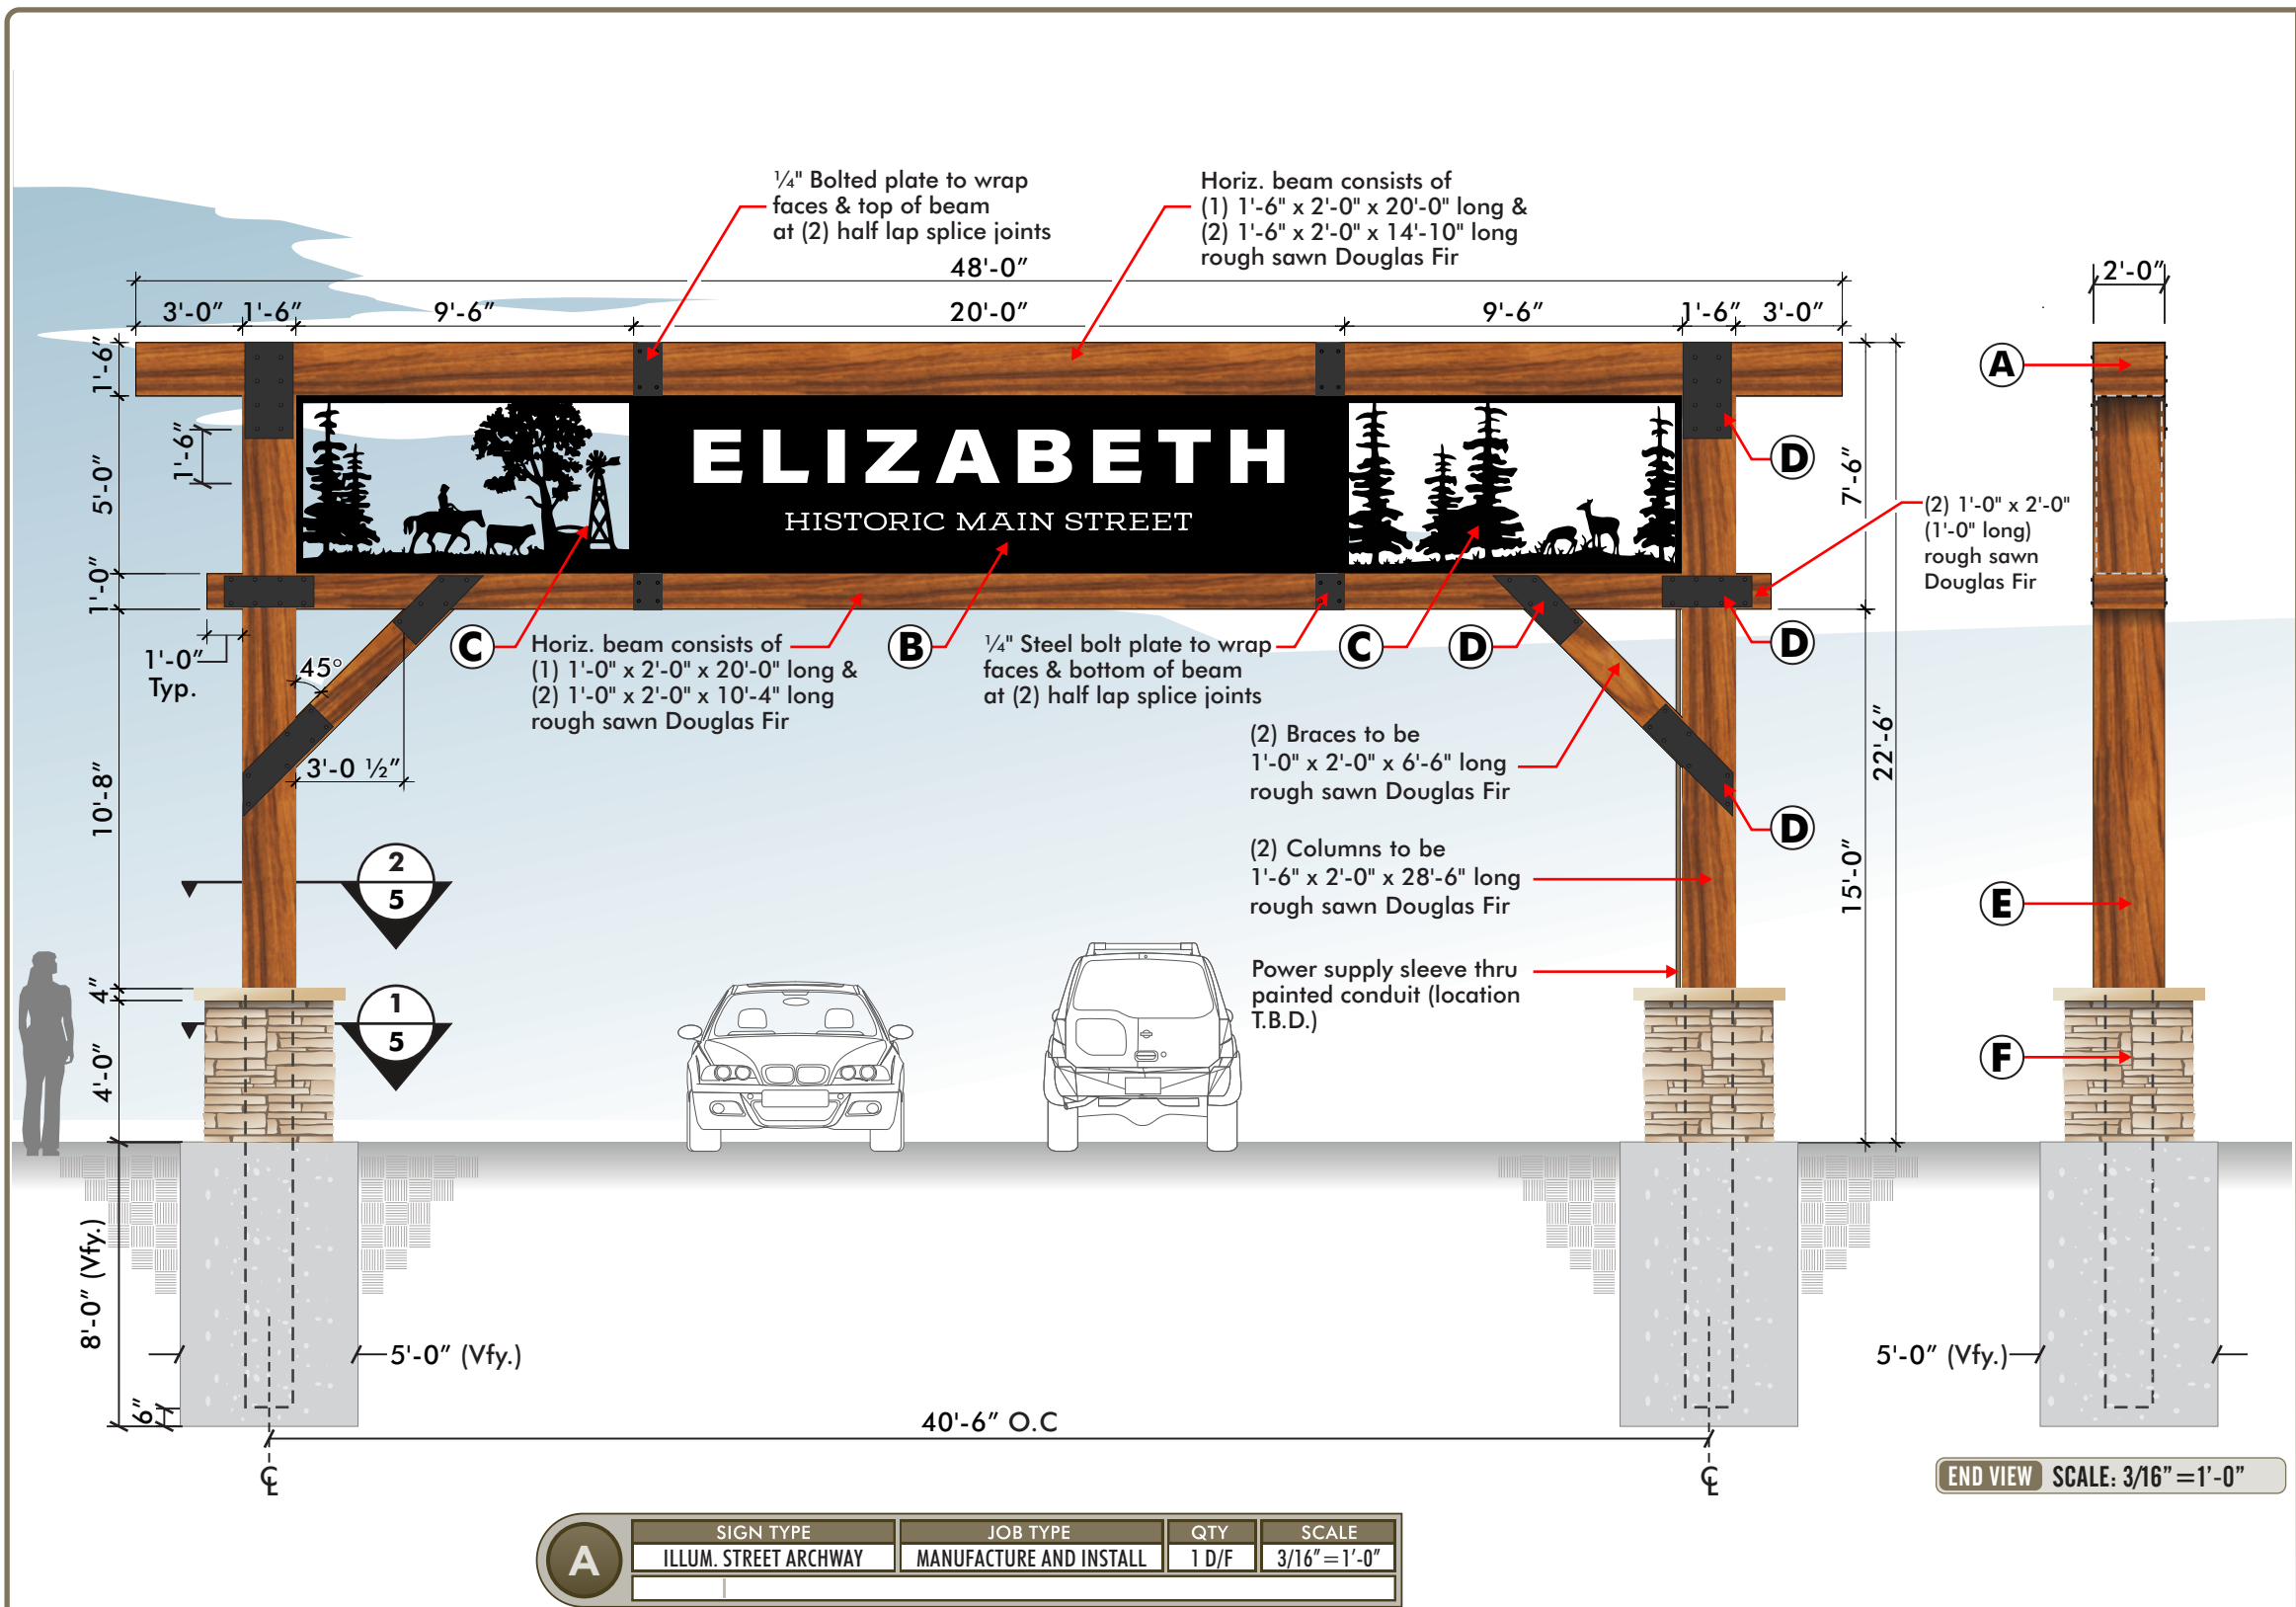 ¼" Bolted plate to wrap
faces & top of beam
at (2) half lap splice joints
Horiz. beam consists of
(1) 1'-6" x 2'-0" x 20'-0" long &
(2) 1'-6" x 2'-0" x 14'-10" long
rough sawn Douglas Fir
48'-0"
2'-0"
3'-0" 1'-6" 9'-6" 20'-0" 9'-6" 1'-6" 3'-0"
1'-6"
A
1'-6"
5'-0"
ELIZABETH
HISTORIC MAIN STREET
D
7'-6"
(2) 1'-0" x 2'-0"
(1'-0" long)
rough sawn
Douglas Fir
1'-0"
1'-0"
Typ.
45°
C
Horiz. beam consists of
(1) 1'-0" x 2'-0" x 20'-0" long &
(2) 1'-0" x 2'-0" x 10'-4" long
rough sawn Douglas Fir
B
¼" Steel bolt plate to wrap
faces & bottom of beam
at (2) half lap splice joints
C
D
D
22'-6"
3'-0 ½"
10'-8"
(2) Braces to be
1'-0" x 2'-0" x 6'-6" long
rough sawn Douglas Fir
D
(2) Columns to be
1'-6" x 2'-0" x 28'-6" long
rough sawn Douglas Fir
15'-0"
2
5
E
Power supply sleeve thru
painted conduit (location
T.B.D.)
4"
1
5
4'-0"
F
8'-0" (Vfy.)
5'-0" (Vfy.)
5'-0" (Vfy.)
6"
40'-6" O.C
℄
℄
END VIEW SCALE: 3/16"=1'-0"
A
SIGN TYPE JOB TYPE QTY SCALE
ILLUM. STREET ARCHWAY MANUFACTURE AND INSTALL 1 D/F 3/16"=1'-0"